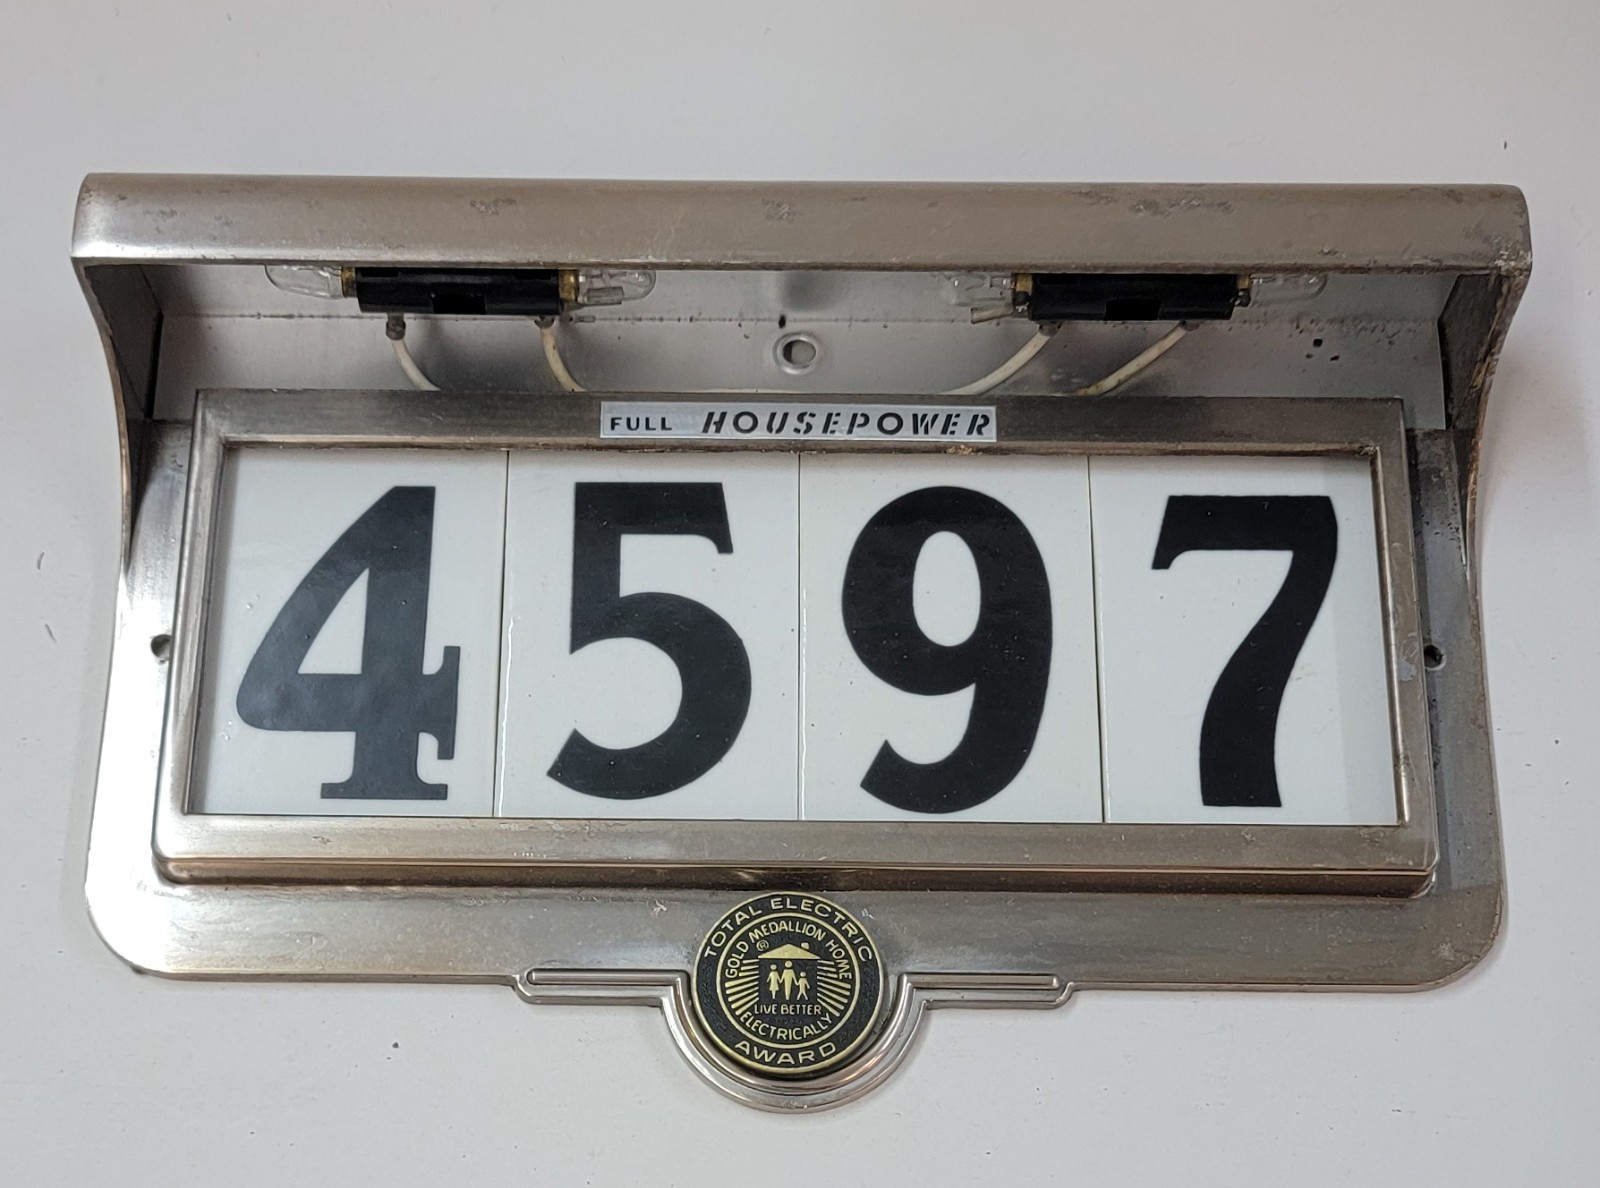 FULL HOUSEPOWER
4597
TOTAL ELECTRIC
GOLD MEDALLION HOME
®
LIVE BETTER
ELECTRICALLY
AWARD